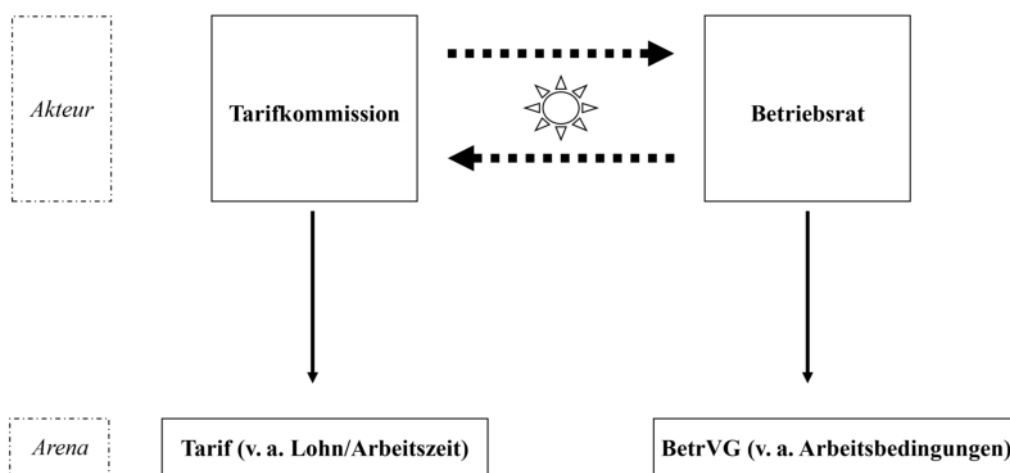 Akteur
Tarifkommission
Betriebsrat
Arena
Tarif (v. a. Lohn/Arbeitszeit)
BetrVG (v. a. Arbeitsbedingungen)